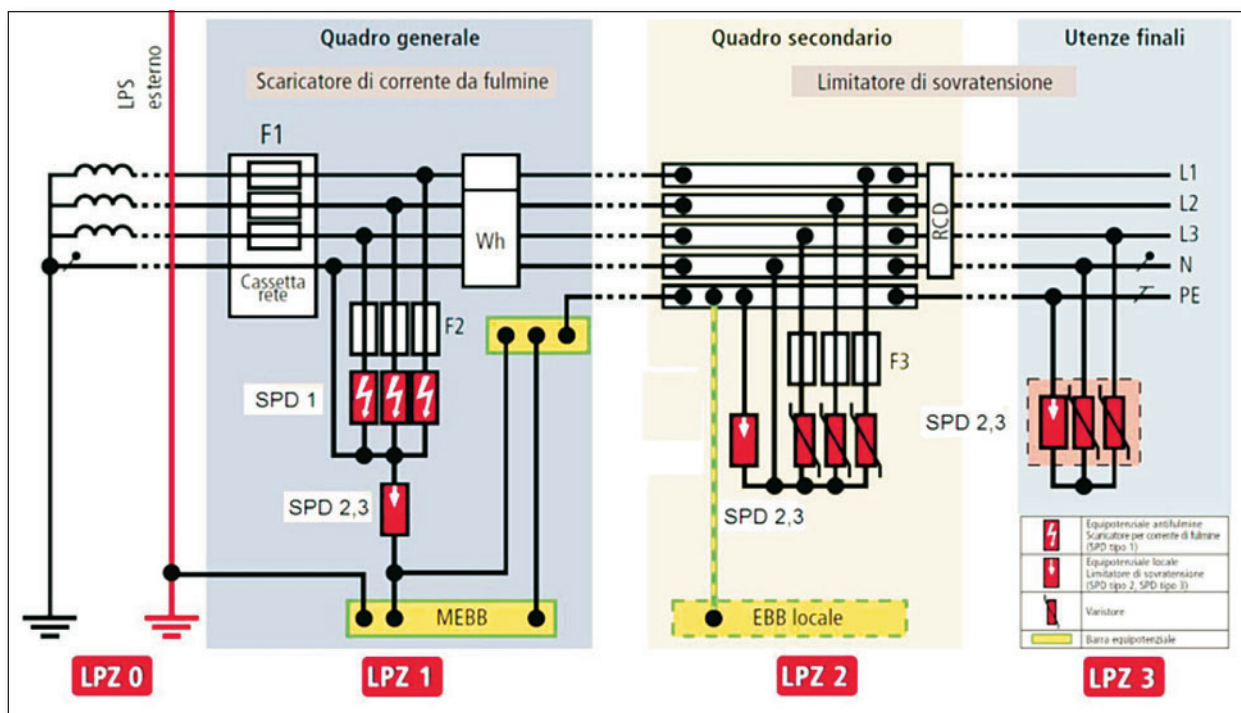 Quadro generale
Quadro secondario
Utenze finali
Scaricatore di corrente da fulmine
Limitatore di sovratensione
LPS
esterno
F1
L1
L2
L3
N
PE
Wh
RCD
Cassetta
rete
F2
F3
SPD 1
SPD 2,3
SPD 2,3
SPD 2,3
MEBB
EBB locale
Equipotenziale antifulmine
Scaricatore per corrente di fulmine
(SPD tipo 1)
Equipotenziale locale
Limitatore di sovratensione
(SPD tipo 2, SPD tipo 3)
Varistore
Barra equipotenziale
LPZ 0
LPZ 1
LPZ 2
LPZ 3